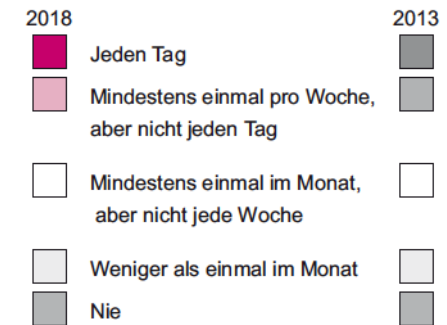 2018 2013
Jeden Tag
Mindestens einmal pro Woche,
aber nicht jeden Tag
Mindestens einmal im Monat,
aber nicht jede Woche
Weniger als einmal im Monat
Nie